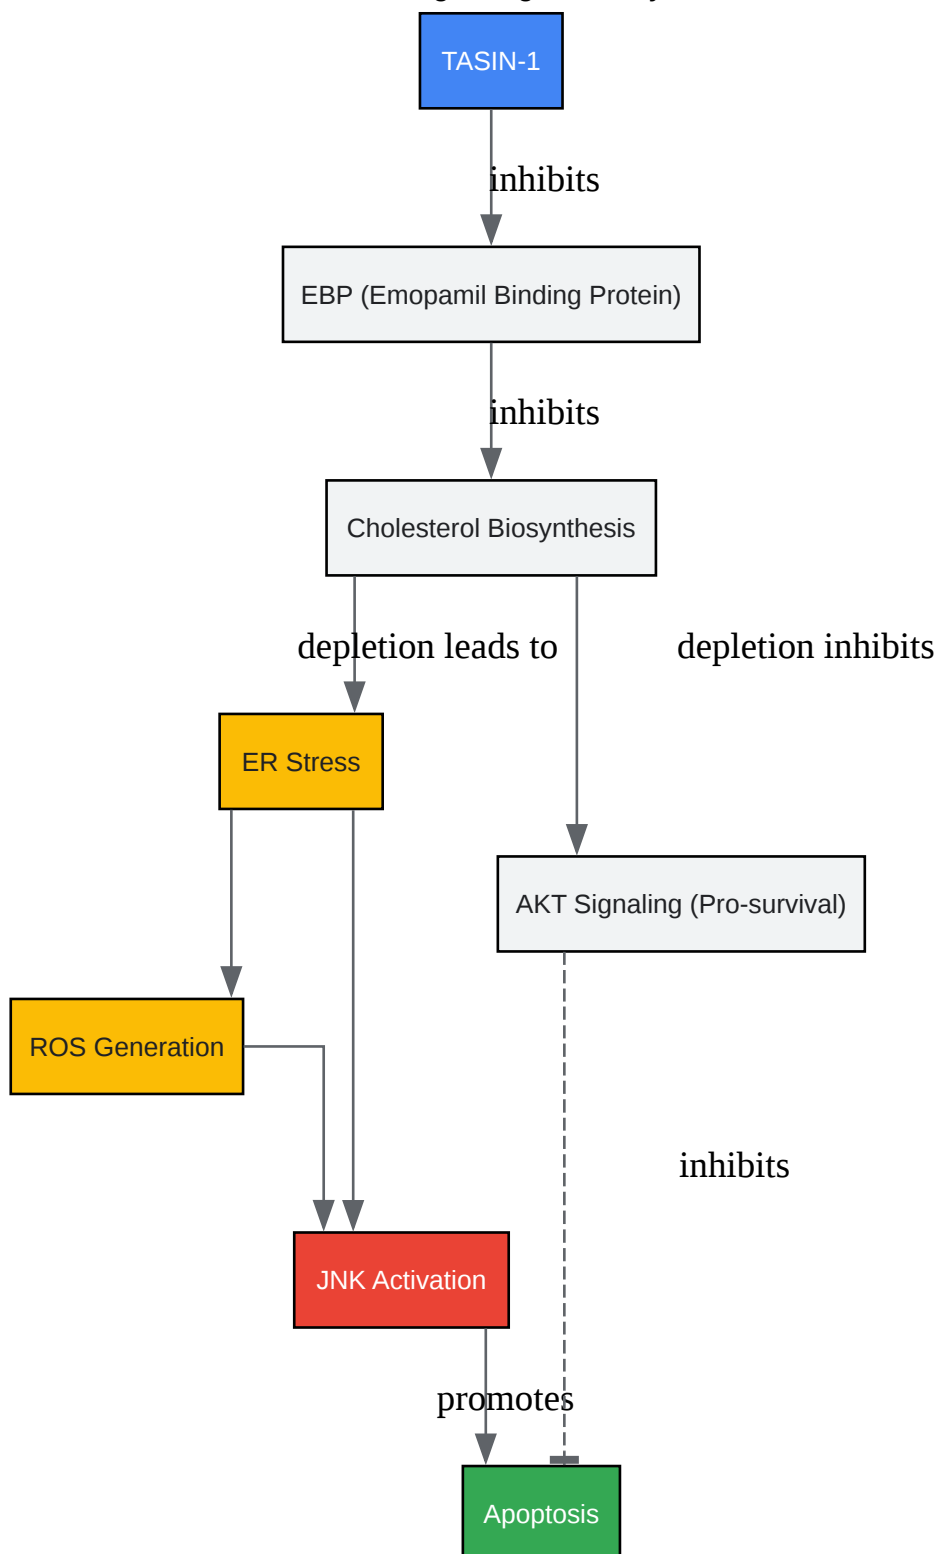 TASIN-1
inhibits
EBP (Emopamil Binding Protein)
inhibits
Cholesterol Biosynthesis
depletion leads to
depletion inhibits
ER Stress
AKT Signaling (Pro-survival)
ROS Generation
inhibits
JNK Activation
promotes
Apoptosis